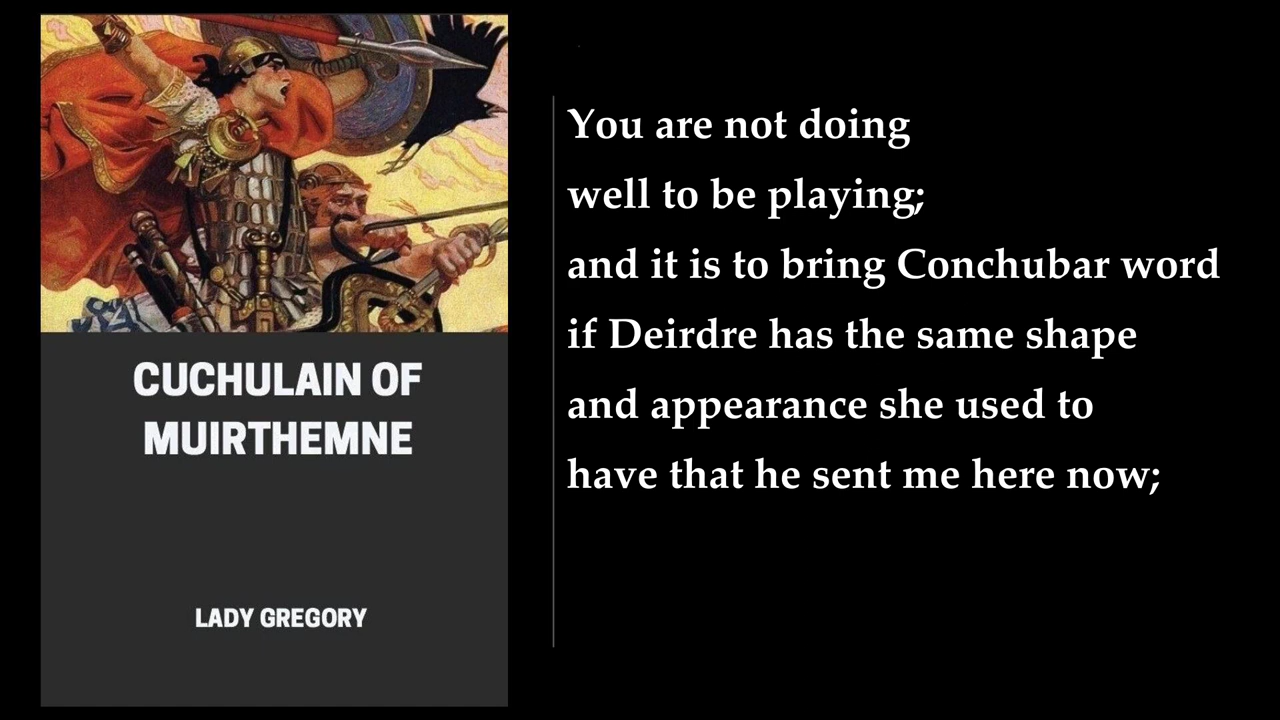 CUCHULAIN OF
MUIRTHEMNE
LADY GREGORY
You are not doing
well to be playing;
and it is to bring Conchubar word
if Deirdre has the same shape
and appearance she used to
have that he sent me here now;